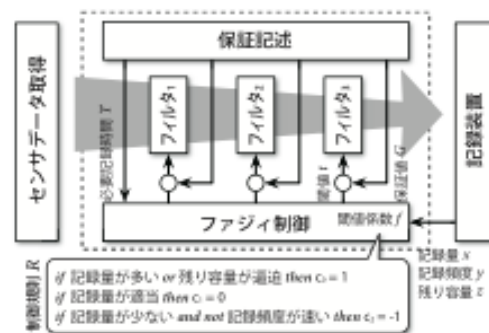 保証記述
センサデータ取得
フィルタ1
フィルタ2
フィルタ3
記録装置
必要記録時間 T
閾値 t
保証値 G
ファジィ制御
閾値係数 f
記録量 x
記録頻度 y
残り容量 z
制御規則 R
if 記録量が多い or 残り容量が逼迫 then c₁ = 1
if 記録量が適当 then c₂ = 0
if 記録量が少ない and not 記録頻度が速い then c₃ = -1